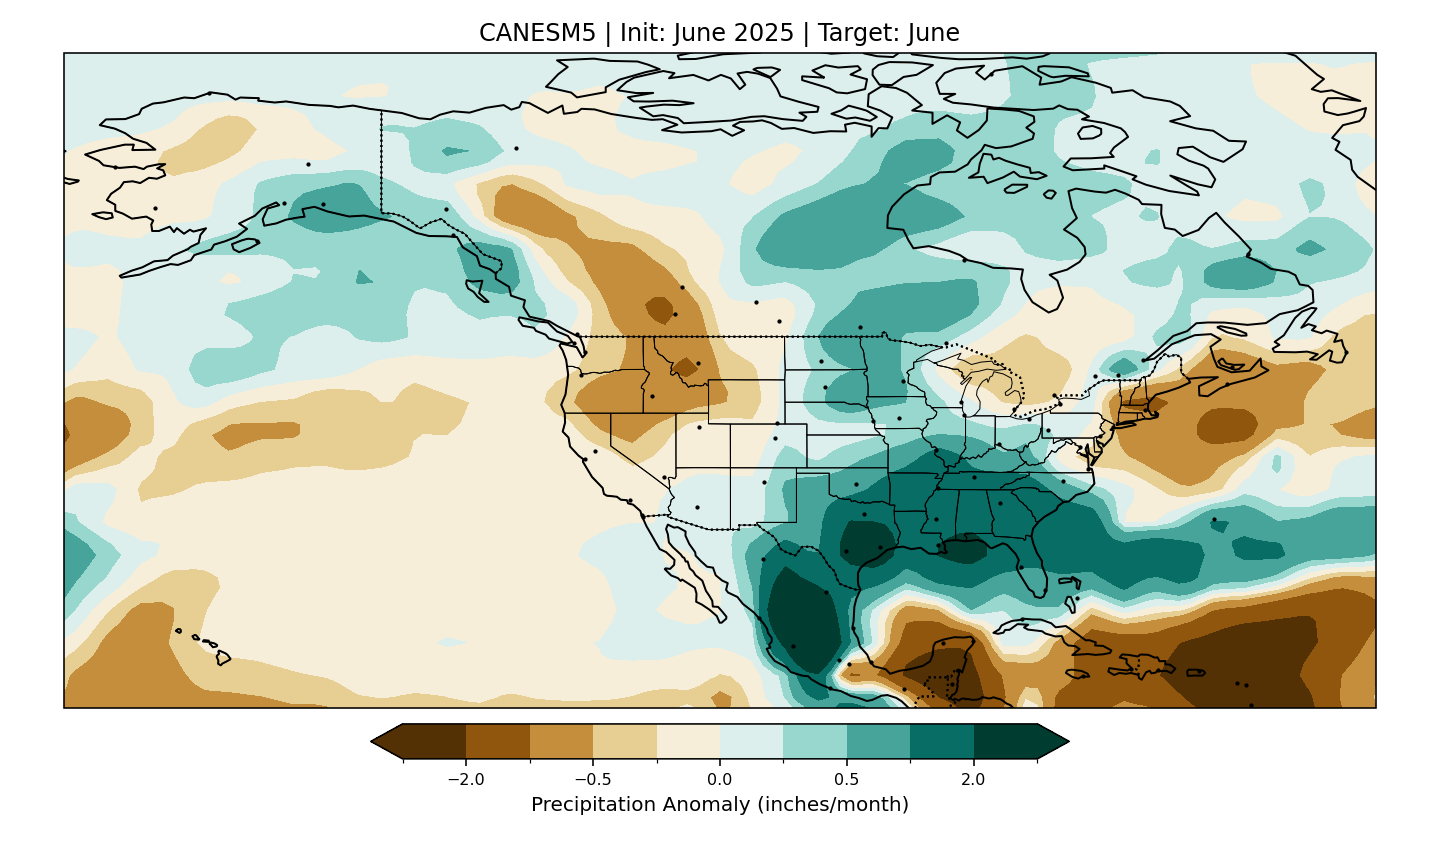 CANESM5 | Init: June 2025 | Target: June
−2.0 −0.5 0.0 0.5 2.0
Precipitation Anomaly (inches/month)